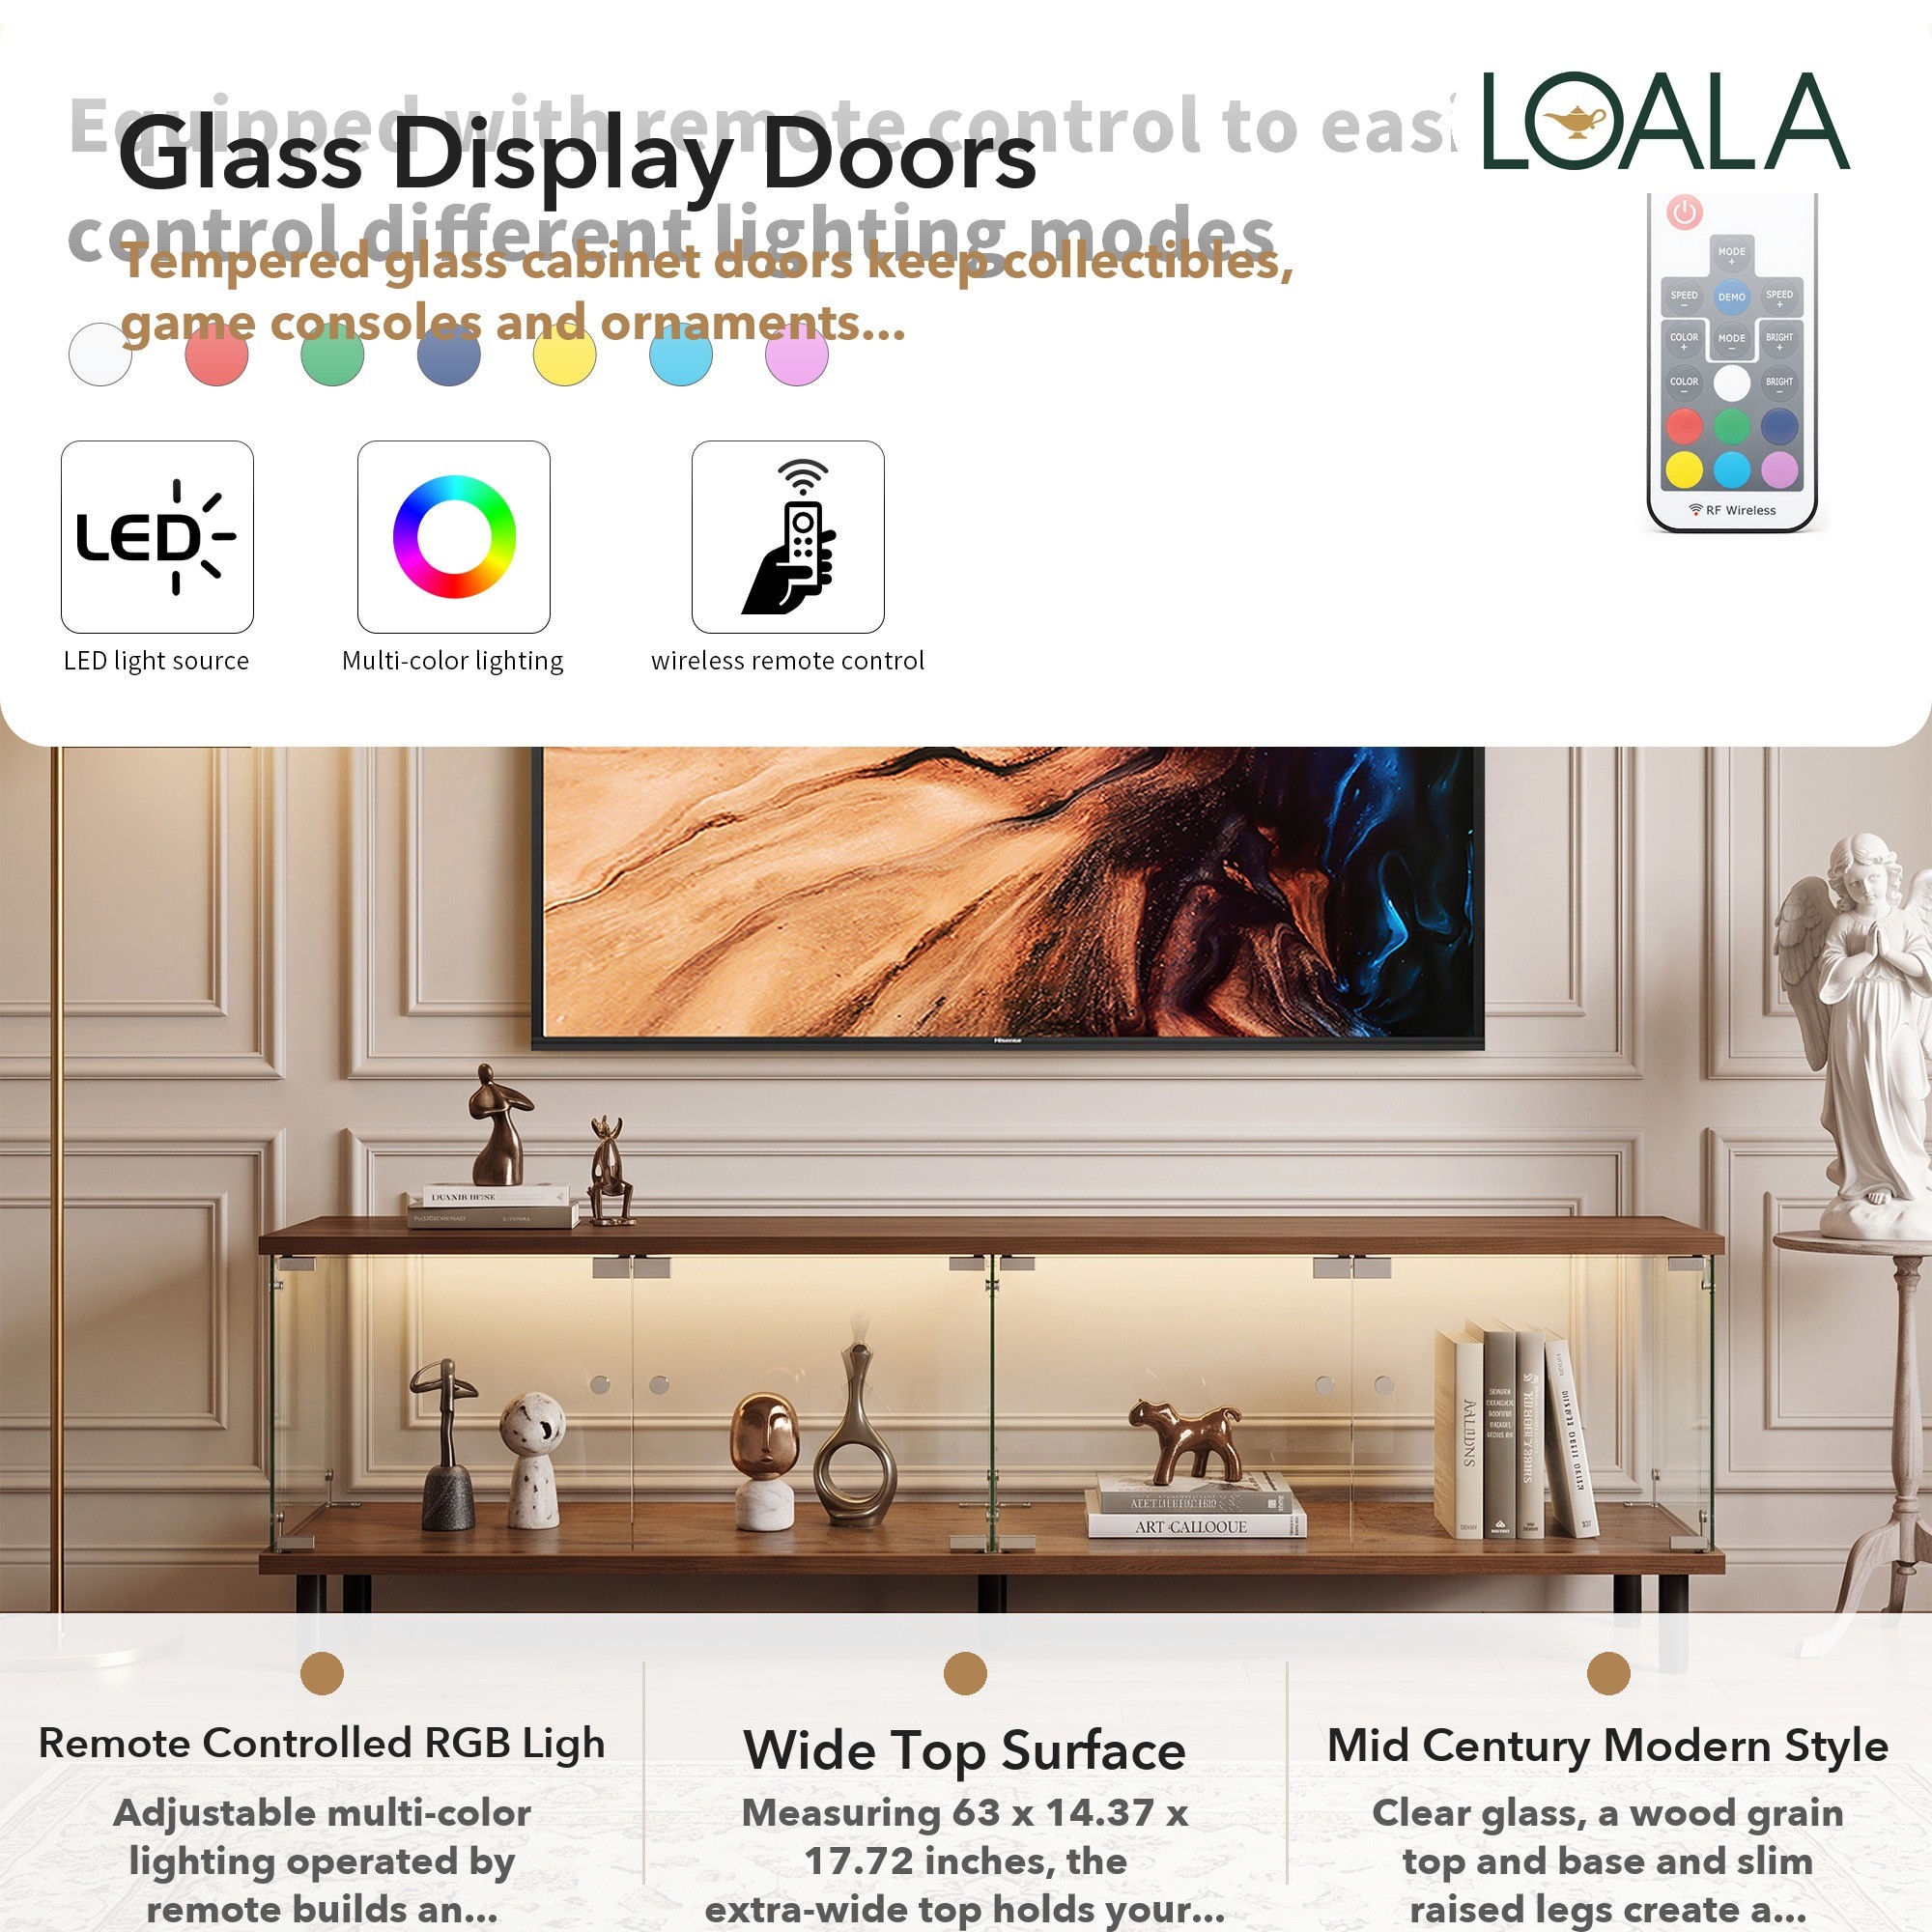 Equipped with remote control to easi
LOALA
Glass Display Doors
control different lighting modes
Tempered glass cabinet doors keep collectibles,
game consoles and ornaments...
MODE
+
SPEED
−
DEMO
SPEED
+
COLOR
+
MODE
−
BRIGHT
+
COLOR
−
BRIGHT
−
RF Wireless
LED
LED light source
Multi-color lighting
wireless remote control
Hisense
ART CALLOOUE
Remote Controlled RGB Ligh
Adjustable multi-color
lighting operated by
remote builds an...
Wide Top Surface
Measuring 63 x 14.37 x
17.72 inches, the
extra-wide top holds your...
Mid Century Modern Style
Clear glass, a wood grain
top and base and slim
raised legs create a...